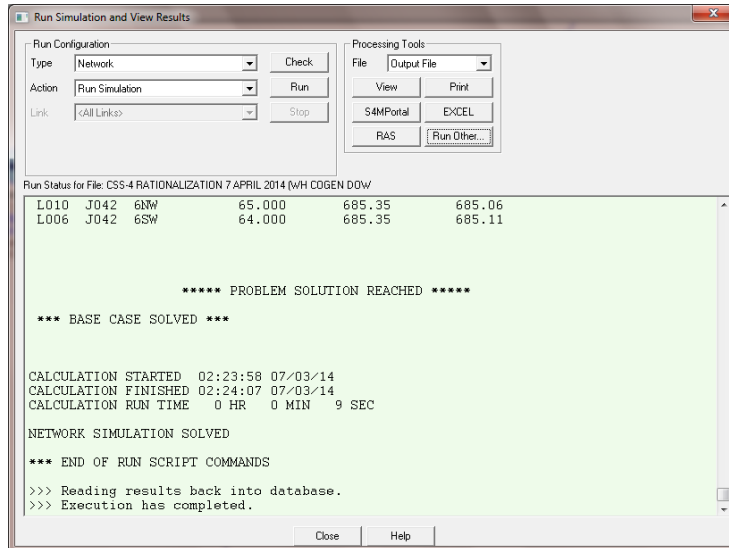 Run Simulation and View Results
Run Configuration
Type Network Check
Action Run Simulation Run
Link <All Links> Stop
Processing Tools
File Output File
View Print
S4MPortal EXCEL
RAS Run Other...
Run Status for File: CSS-4 RATIONALIZATION 7 APRIL 2014 (WH COGEN DOW
L010 J042 6NW 65.000 685.35 685.06
L006 J042 6SW 64.000 685.35 685.11
***** PROBLEM SOLUTION REACHED *****
*** BASE CASE SOLVED ***
CALCULATION STARTED 02:23:58 07/03/14
CALCULATION FINISHED 02:24:07 07/03/14
CALCULATION RUN TIME 0 HR 0 MIN 9 SEC
NETWORK SIMULATION SOLVED
*** END OF RUN SCRIPT COMMANDS
>>> Reading results back into database.
>>> Execution has completed.
Close Help